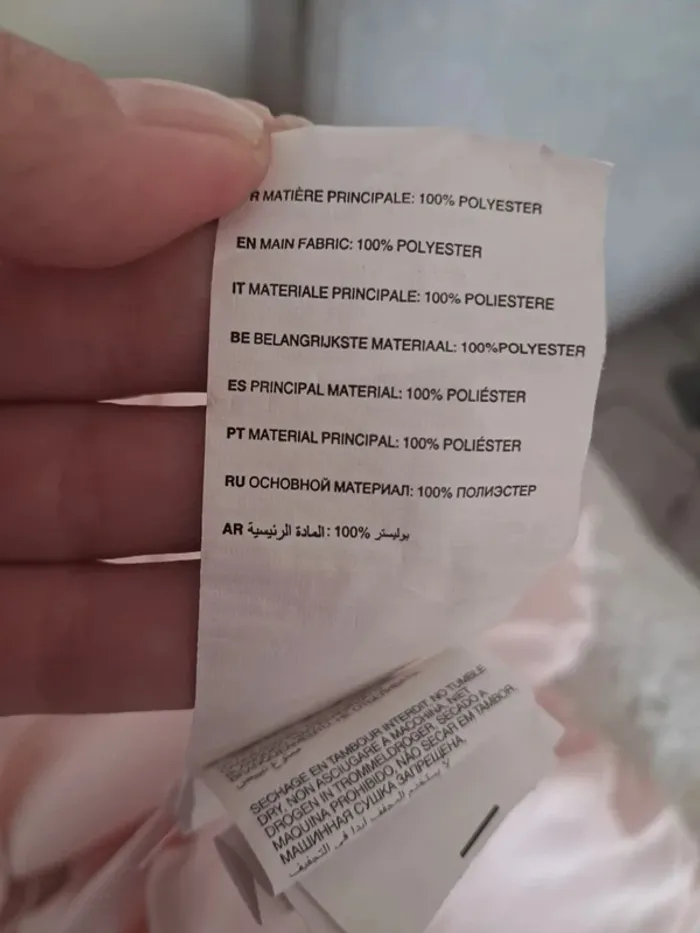 R MATIÈRE PRINCIPALE: 100% POLYESTER
EN MAIN FABRIC: 100% POLYESTER
IT MATERIALE PRINCIPALE: 100% POLIESTERE
BE BELANGRIJKSTE MATERIAAL: 100%POLYESTER
ES PRINCIPAL MATERIAL: 100% POLIÉSTER
PT MATERIAL PRINCIPAL: 100% POLIÉSTER
RU ОСНОВНОЙ МАТЕРИАЛ: 100% ПОЛИЭСТЕР
AR المادة الرئيسية: 100% بوليستر
SECHAGE EN TAMBOUR INTERDIT, NO TUMBLE
DRY, NON ASCIUGARE A MACCHINA, NIET
DROGEN IN TROMMELDROGER, SECADO A
MAQUINA PROHIBIDO, NÃO SECAR EM TAMBOR,
МАШИННАЯ СУШКА ЗАПРЕЩЕНА,